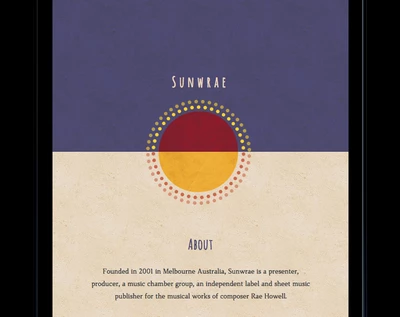 Sunwrae
About
Founded in 2001 in Melbourne Australia, Sunwrae is a presenter,
producer, a music chamber group, an independent label and sheet music
publisher for the musical works of composer Rae Howell.